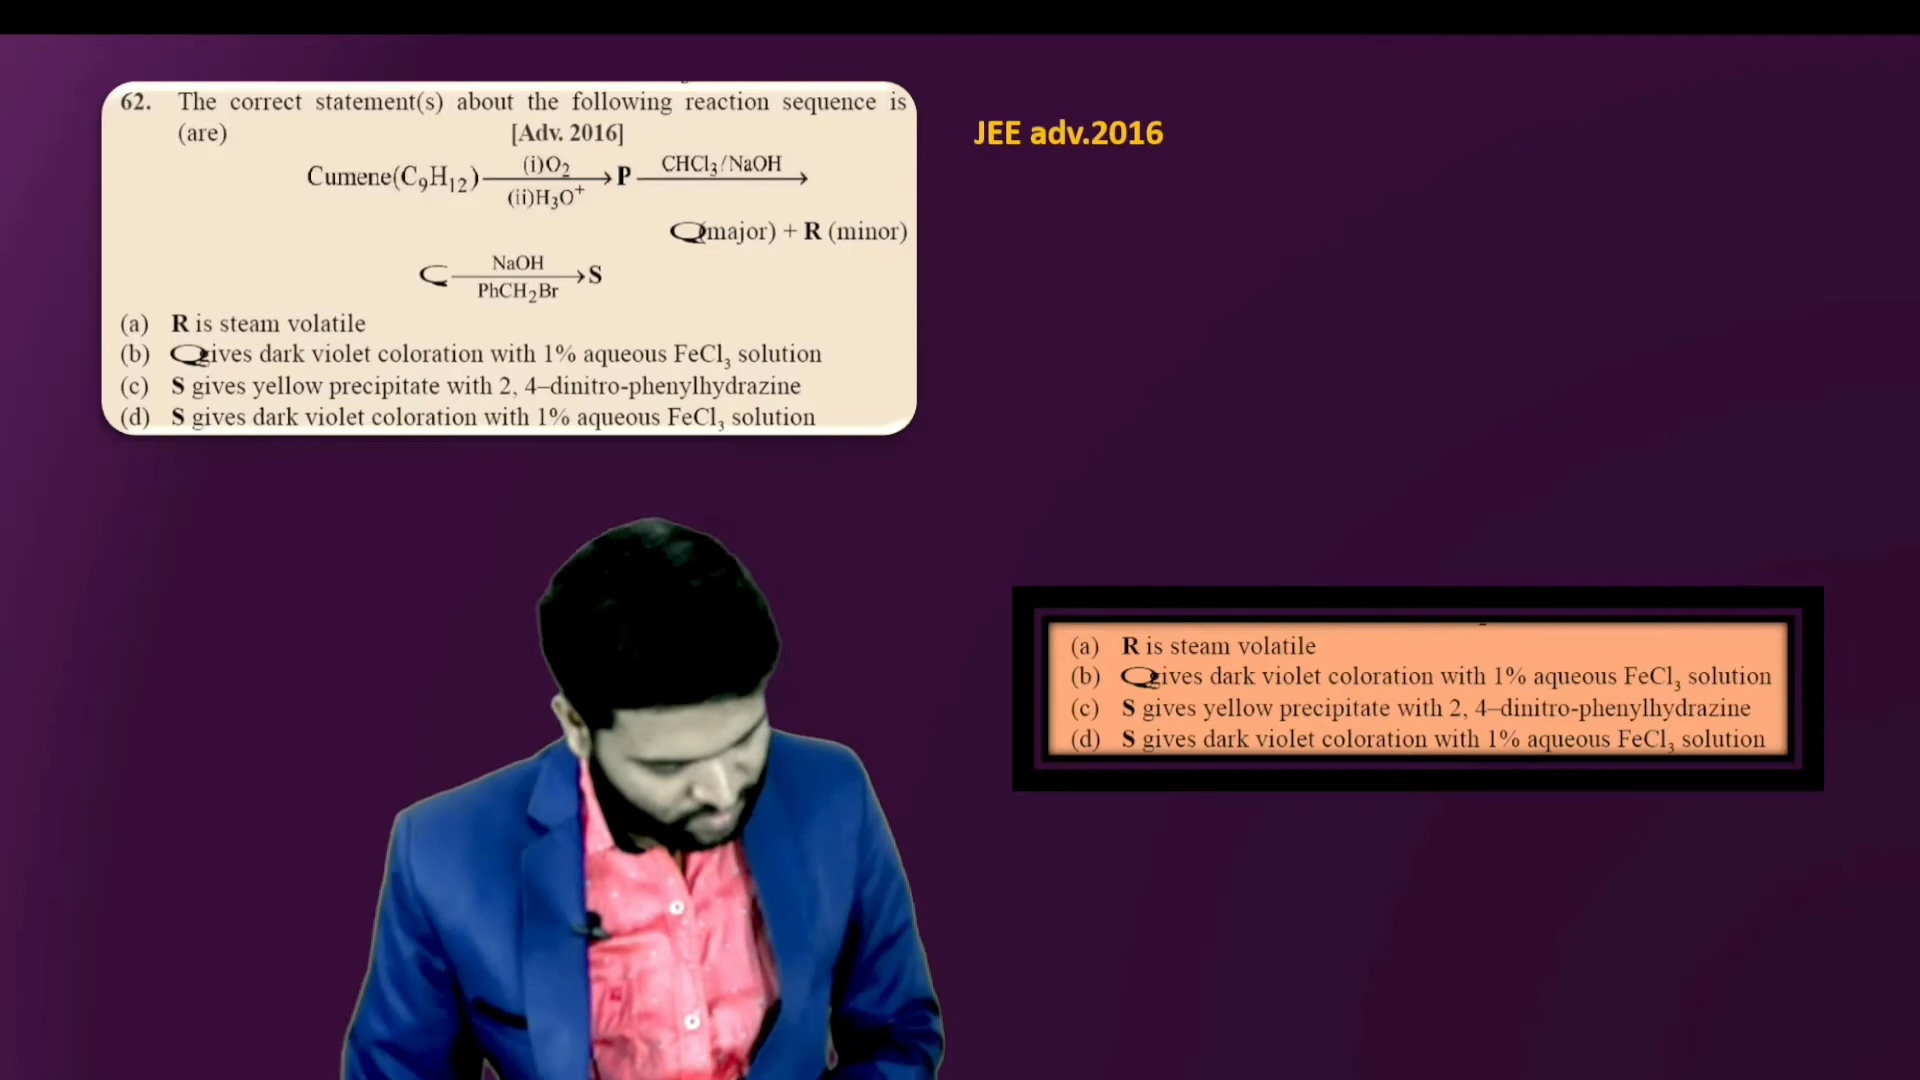 62. The correct statement(s) about the following reaction sequence is
(are) [Adv. 2016]
Cumene(C₉H₁₂) (i)O₂ (ii)H₃O⁺ → P CHCl₃/NaOH →
Q(major) + R (minor)
Q NaOH PhCH₂Br → S
(a) R is steam volatile
(b) Q gives dark violet coloration with 1% aqueous FeCl₃ solution
(c) S gives yellow precipitate with 2, 4–dinitro-phenylhydrazine
(d) S gives dark violet coloration with 1% aqueous FeCl₃ solution
JEE adv.2016
(a) R is steam volatile
(b) Q gives dark violet coloration with 1% aqueous FeCl₃ solution
(c) S gives yellow precipitate with 2, 4–dinitro-phenylhydrazine
(d) S gives dark violet coloration with 1% aqueous FeCl₃ solution